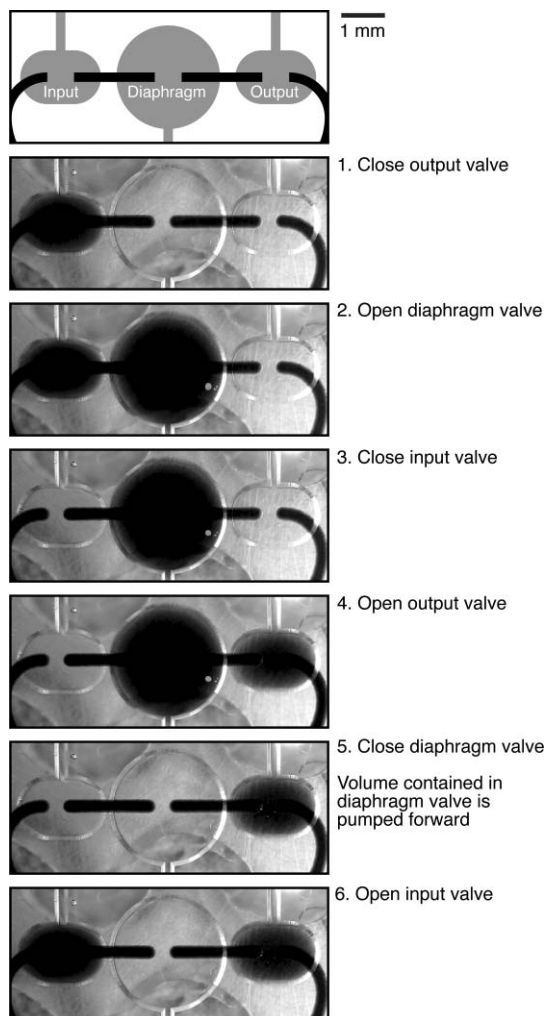 1 mm
Input
Diaphragm
Output
1. Close output valve
2. Open diaphragm valve
3. Close input valve
4. Open output valve
5. Close diaphragm valve
Volume contained in
diaphragm valve is
pumped forward
6. Open input valve